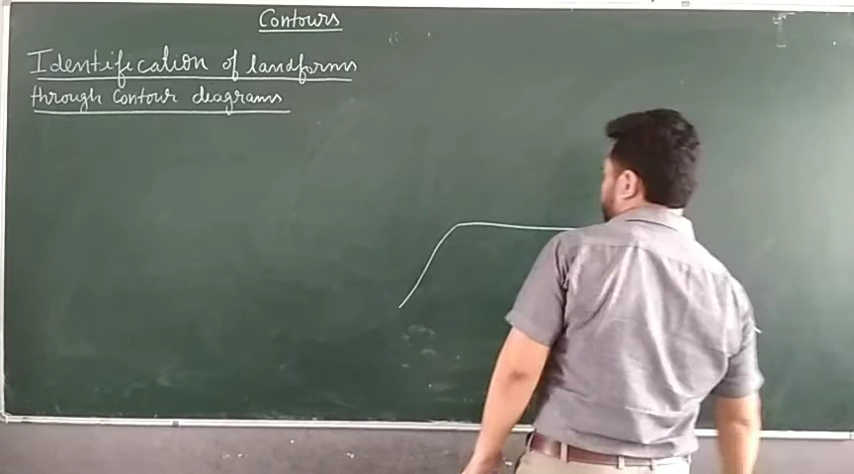 Contours
Identification of landforms
through Contour diagrams